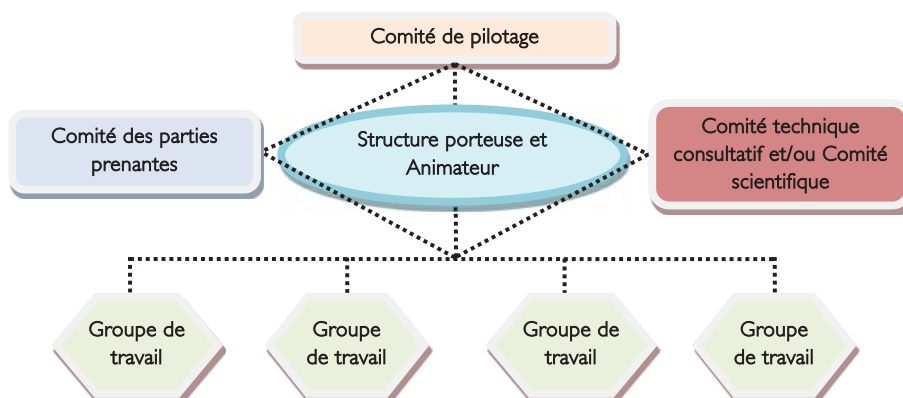 Comité de pilotage
Comité des parties
prenantes
Structure porteuse et
Animateur
Comité technique
consultatif et/ou Comité
scientifique
Groupe de
travail
Groupe
de travail
Groupe de
travail
Groupe
de travail